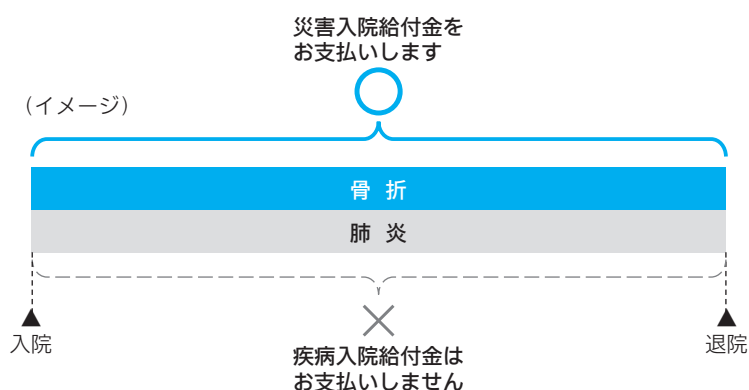 災害入院給付金を
お支払いします
（イメージ）
骨折
肺炎
入院
退院
疾病入院給付金は
お支払いしません